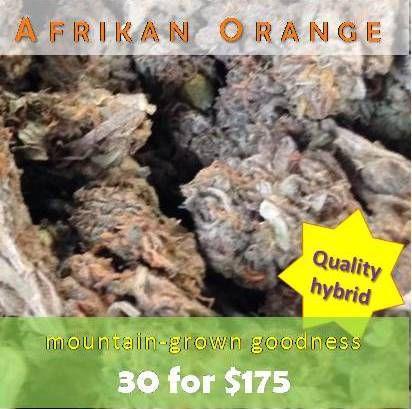 AFRIKAN ORANGE
Quality
hybrid
mountain-grown goodness
30 for $175